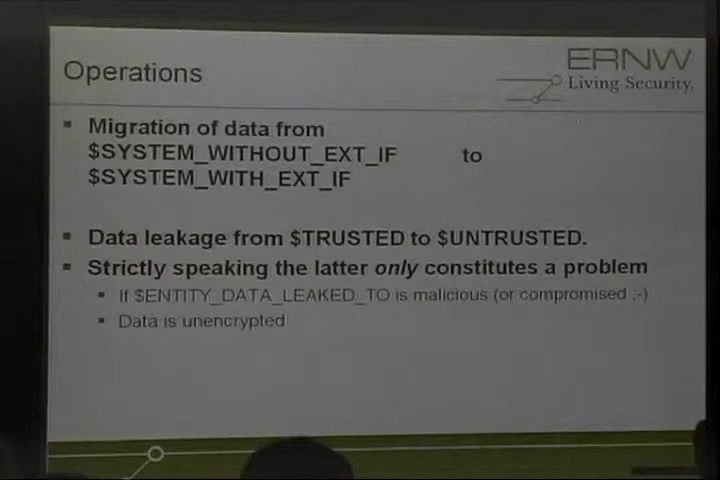 ERNW
Operations
Living Security.
Migration of data from
$SYSTEM_WITHOUT_EXT_IF to
$SYSTEM_WITH_EXT_IF
Data leakage from $TRUSTED to $UNTRUSTED.
Strictly speaking the latter only constitutes a problem
If $ENTITY_DATA_LEAKED_TO is malicious (or compromised ;-)
Data is unencrypted